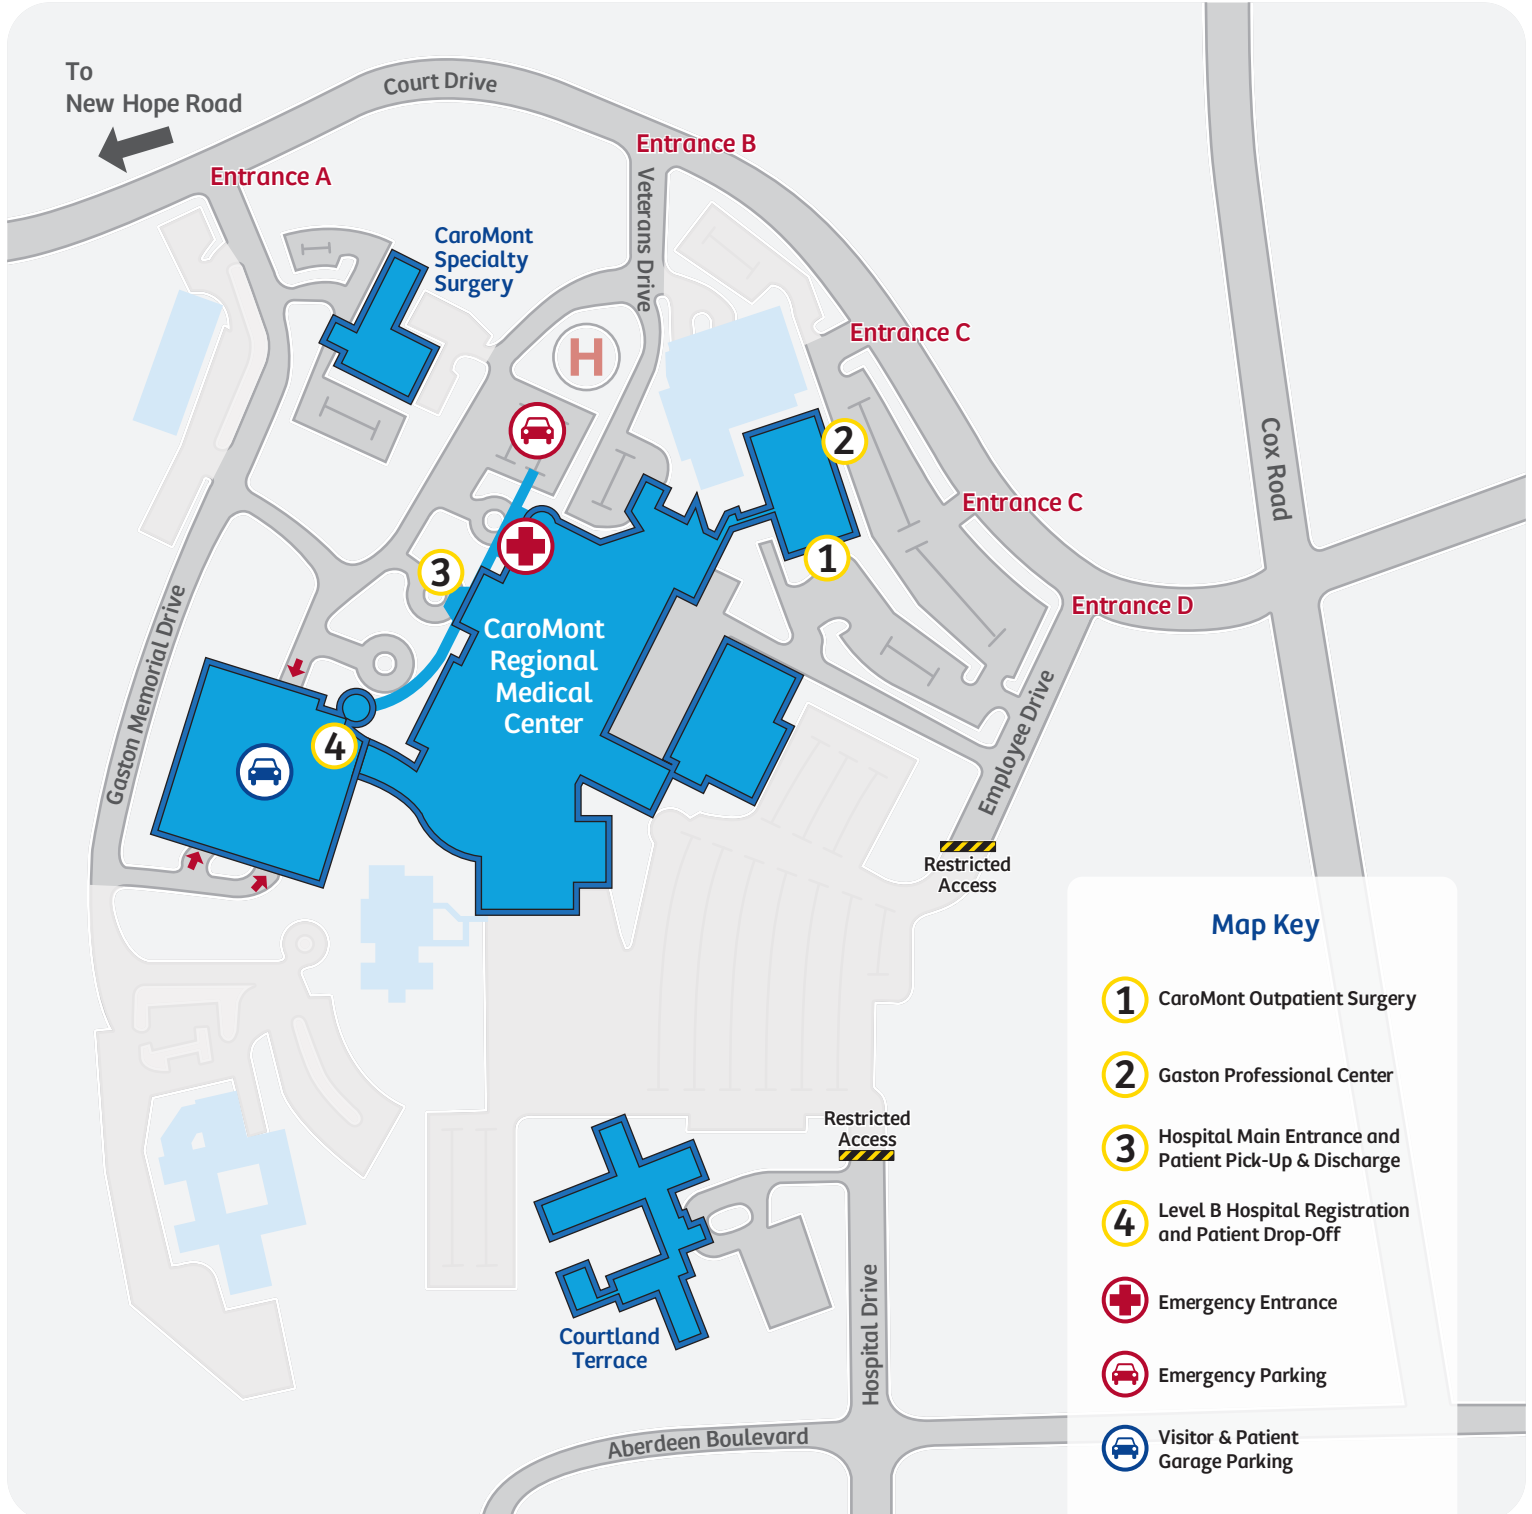 To
New Hope Road
Court Drive
Entrance A
Entrance B
Veterans Drive
CaroMont
Specialty
Surgery
H
Entrance C
2
Entrance C
Cox Road
1
3
Entrance D
CaroMont
Regional
Medical
Center
Gaston Memorial Drive
4
Employee Drive
Restricted
Access
Restricted
Access
Courtland
Terrace
Hospital Drive
Aberdeen Boulevard
Map Key
1 CaroMont Outpatient Surgery
2 Gaston Professional Center
3 Hospital Main Entrance and
Patient Pick-Up & Discharge
4 Level B Hospital Registration
and Patient Drop-Off
Emergency Entrance
Emergency Parking
Visitor & Patient
Garage Parking